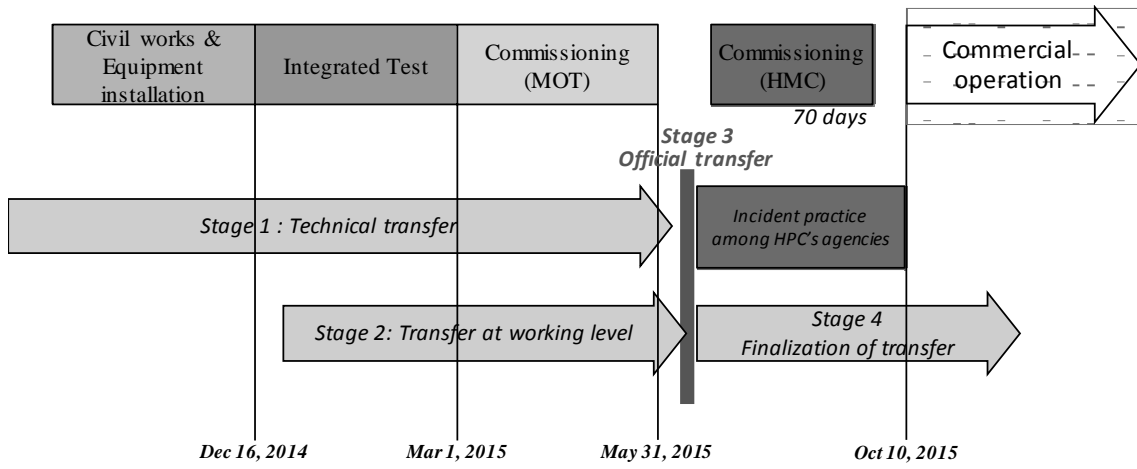 Civil works &
Equipment
installation
Integrated Test
Commissioning
(MOT)
Commissioning
(HMC)
70 days
Commercial
operation
Stage 3
Official transfer
Stage 1 : Technical transfer
Incident practice
among HPC's agencies
Stage 2: Transfer at working level
Stage 4
Finalization of transfer
Dec 16, 2014
Mar 1, 2015
May 31, 2015
Oct 10, 2015